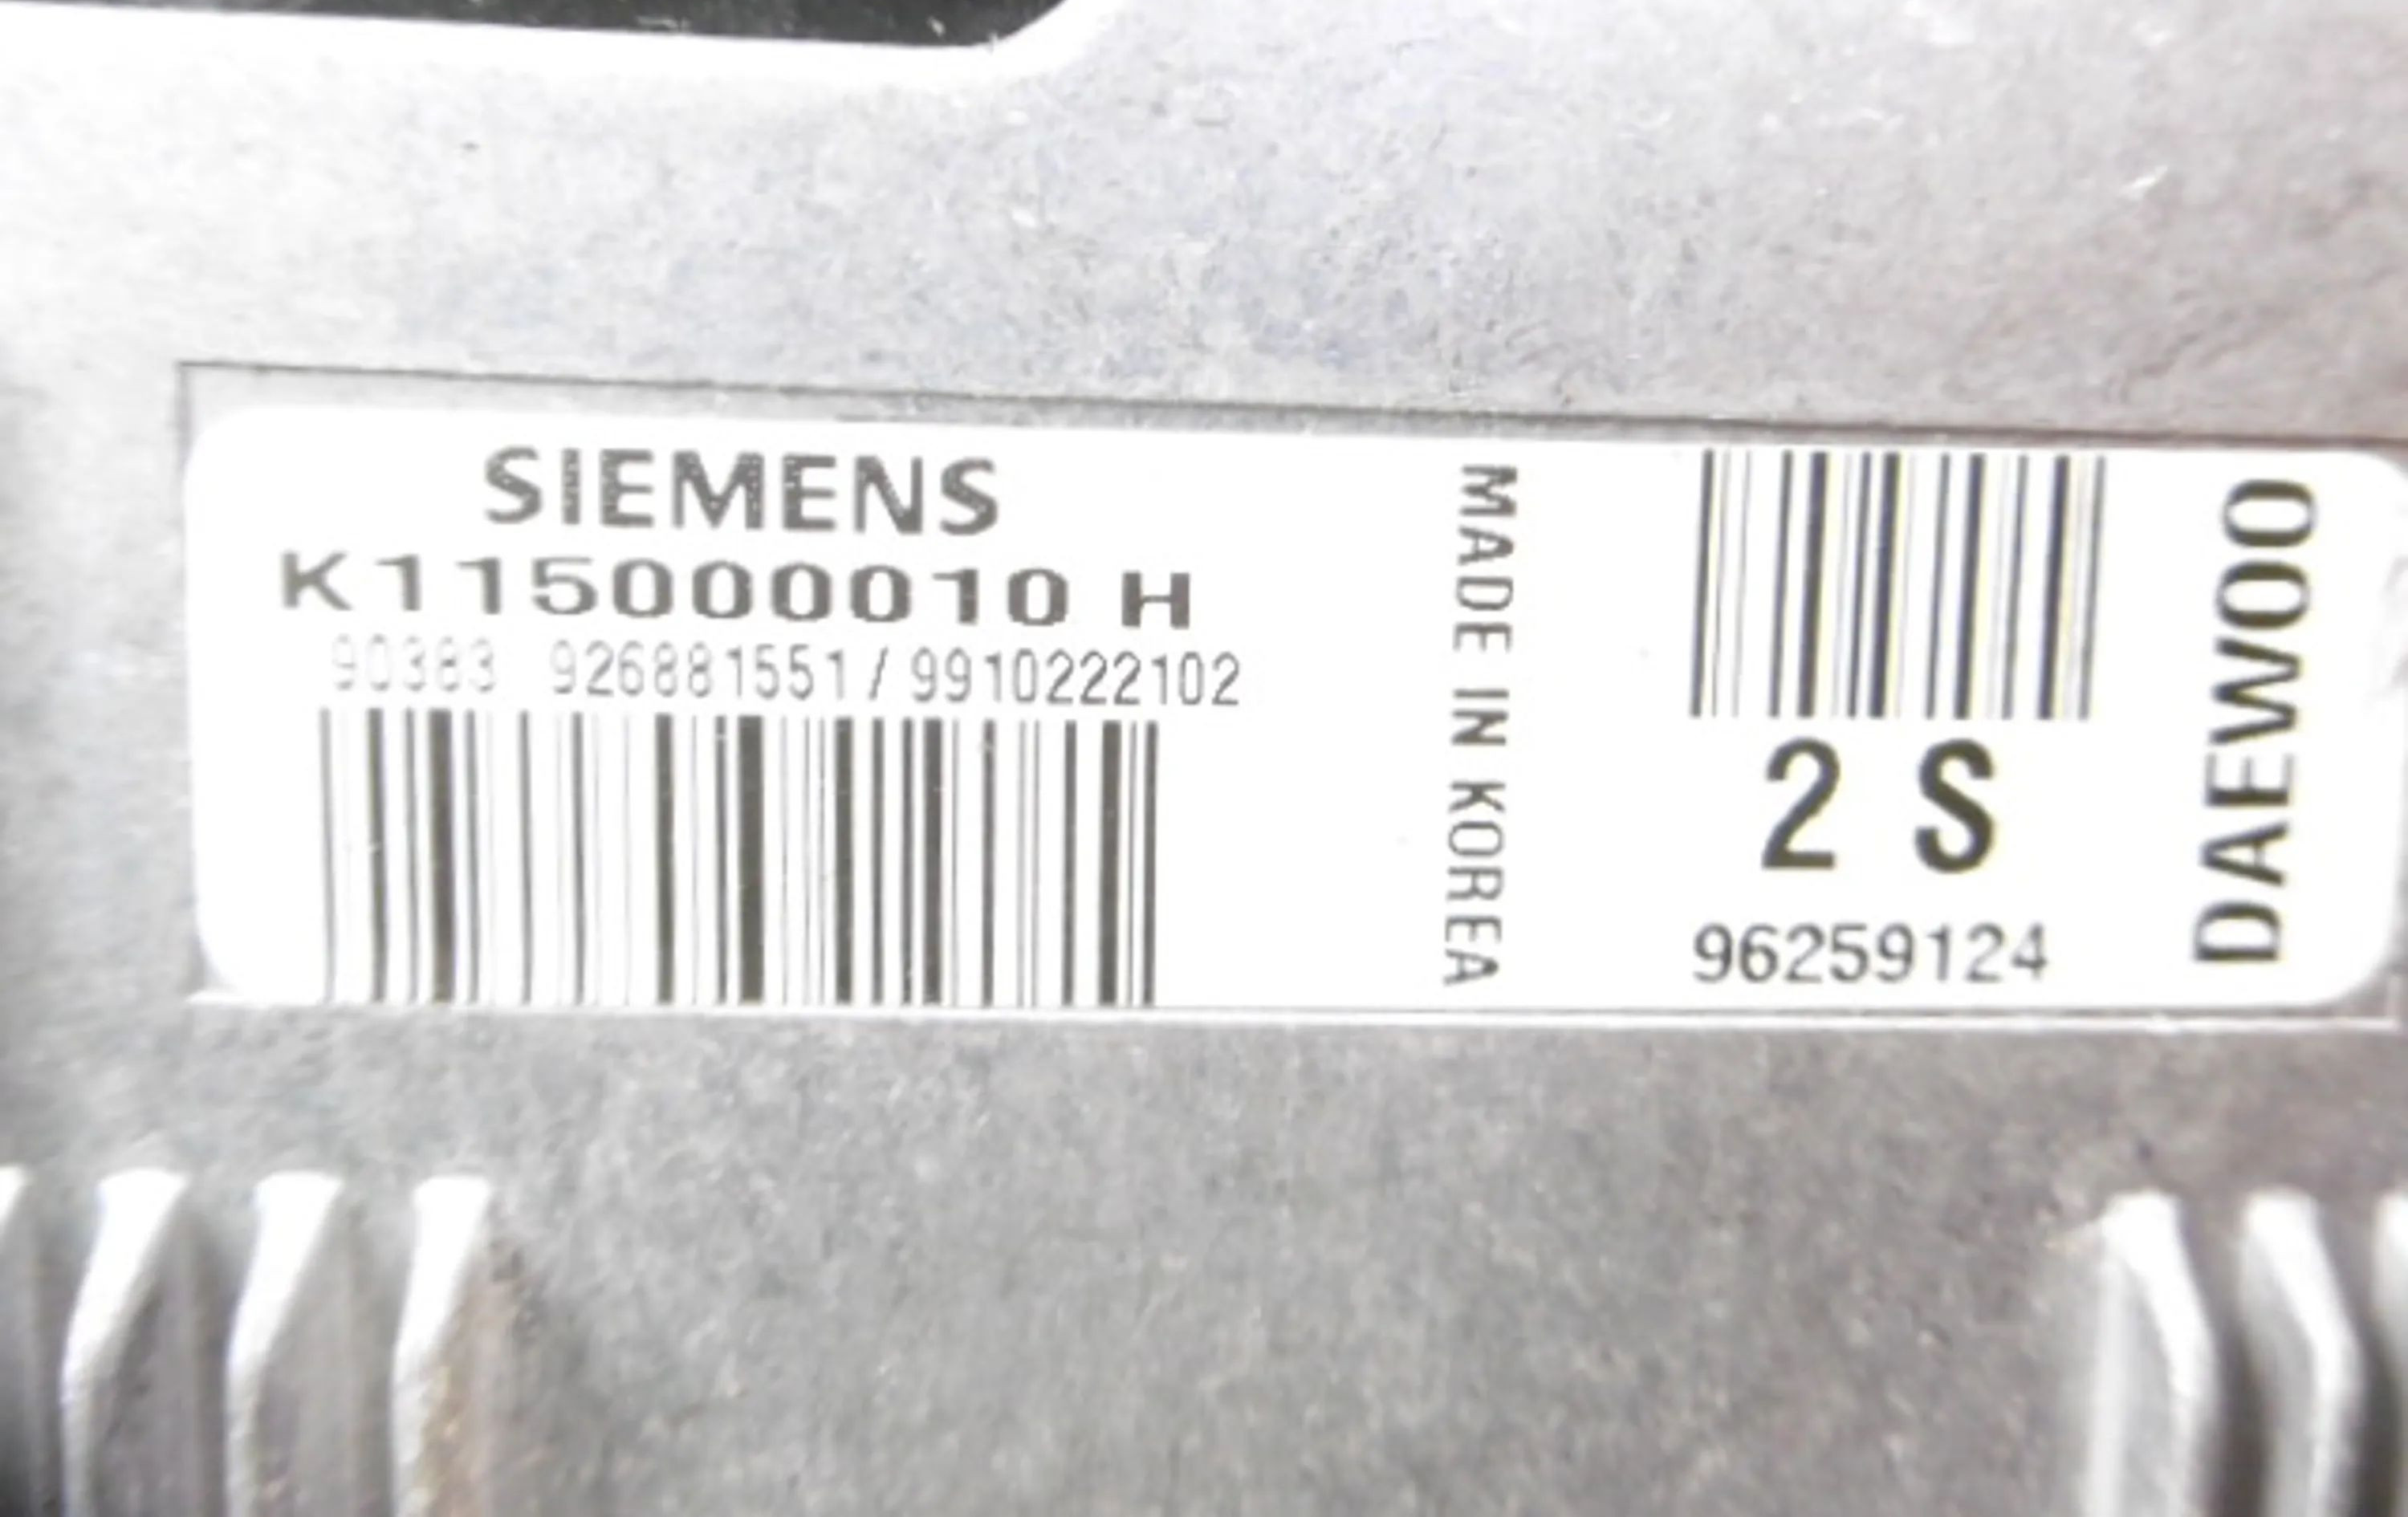 SIEMENS
K115000010 H
90383 926881551/9910222102
MADE IN KOREA
2 S
96259124
DAEWOO